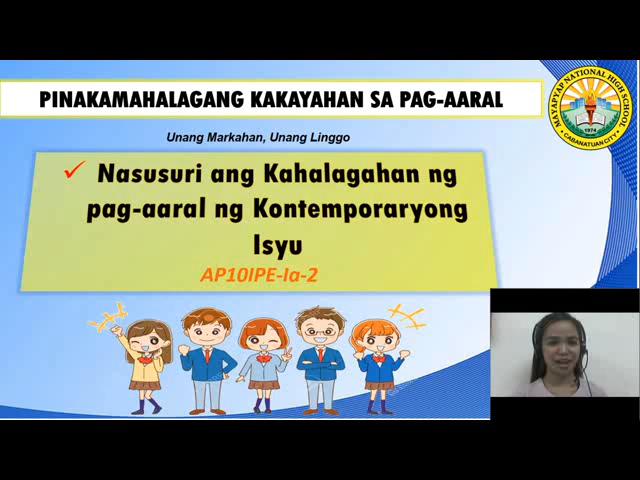 PINAKAMAHALAGANG KAKAYAHAN SA PAG-AARAL
MAYAPYAP NATIONAL HIGH SCHOOL
1974
CABANATUAN CITY
Unang Markahan, Unang Linggo
Nasusuri ang Kahalagahan ng
pag-aaral ng Kontemporaryong
Isyu
AP10IPE-Ia-2